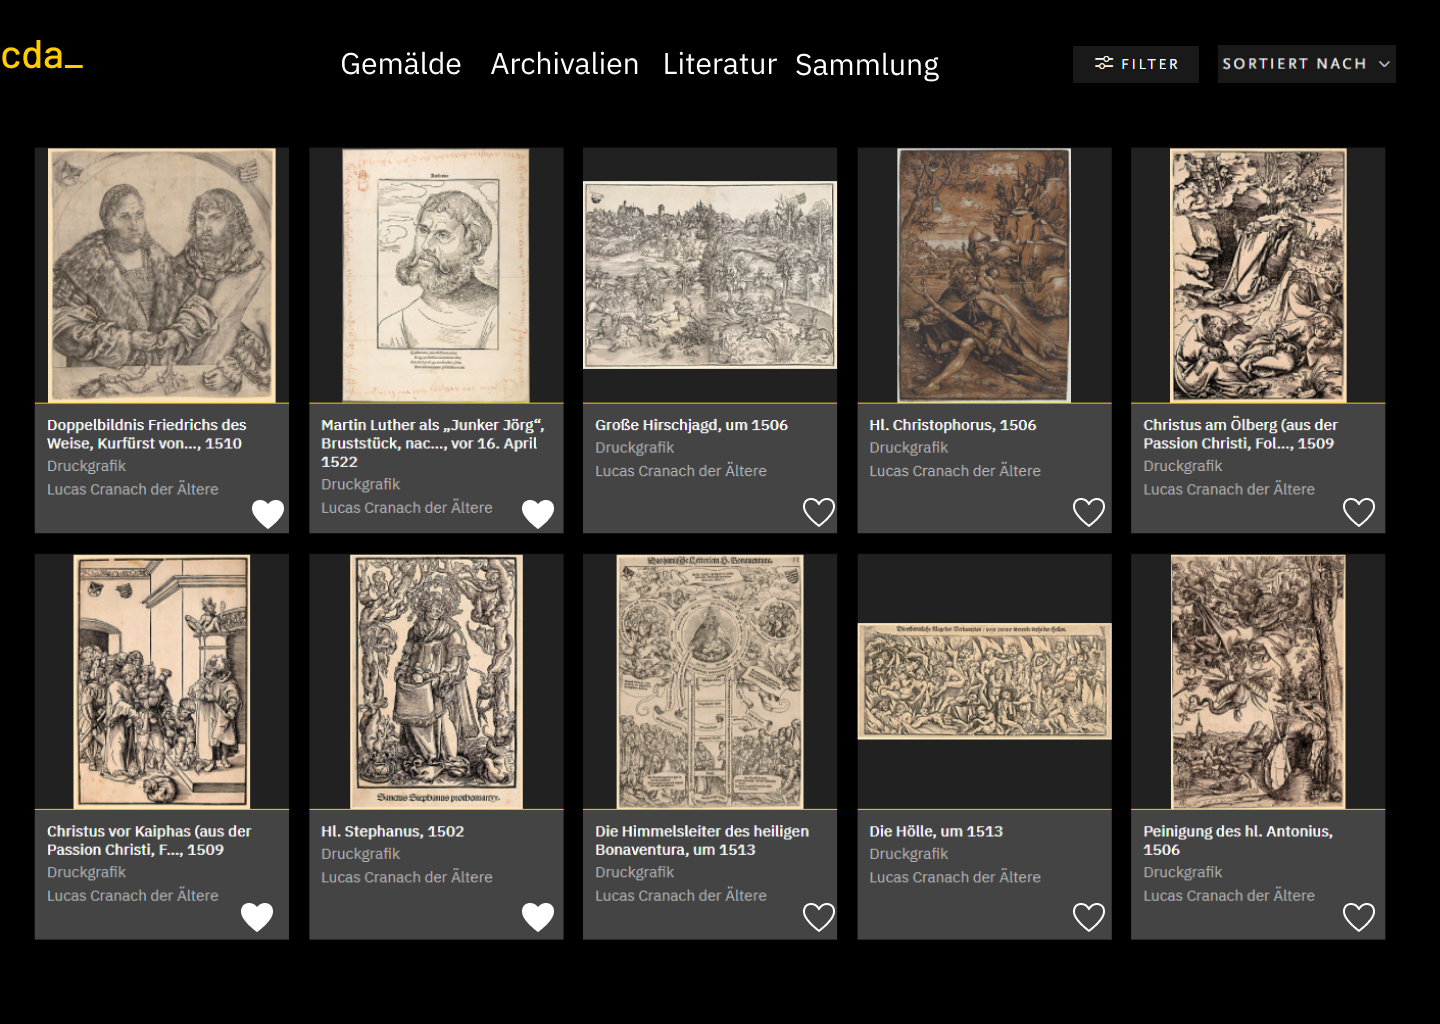 cda_
Gemälde Archivalien Literatur Sammlung
FILTER
SORTIERT NACH
Doppelbildnis Friedrichs des
Weise, Kurfürst von..., 1510
Druckgrafik
Lucas Cranach der Ältere
Martin Luther als „Junker Jörg“,
Bruststück, nac..., vor 16. April
1522
Druckgrafik
Lucas Cranach der Ältere
Große Hirschjagd, um 1506
Druckgrafik
Lucas Cranach der Ältere
Hl. Christophorus, 1506
Druckgrafik
Lucas Cranach der Ältere
Christus am Ölberg (aus der
Passion Christi, Fol..., 1509
Druckgrafik
Lucas Cranach der Ältere
Sanctus Stephanus prothomartyr.
Christus vor Kaiphas (aus der
Passion Christi, F..., 1509
Druckgrafik
Lucas Cranach der Ältere
Hl. Stephanus, 1502
Druckgrafik
Lucas Cranach der Ältere
Die Himmelsleiter des heiligen
Bonaventura, um 1513
Druckgrafik
Lucas Cranach der Ältere
Die Hölle, um 1513
Druckgrafik
Lucas Cranach der Ältere
Peinigung des hl. Antonius,
1506
Druckgrafik
Lucas Cranach der Ältere